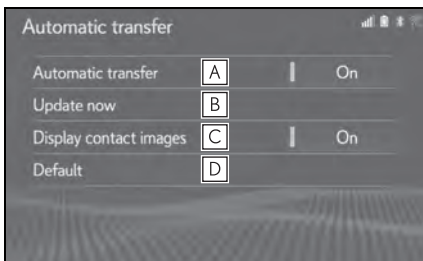 Automatic transfer
Automatic transfer A On
Update now B
Display contact images C On
Default D